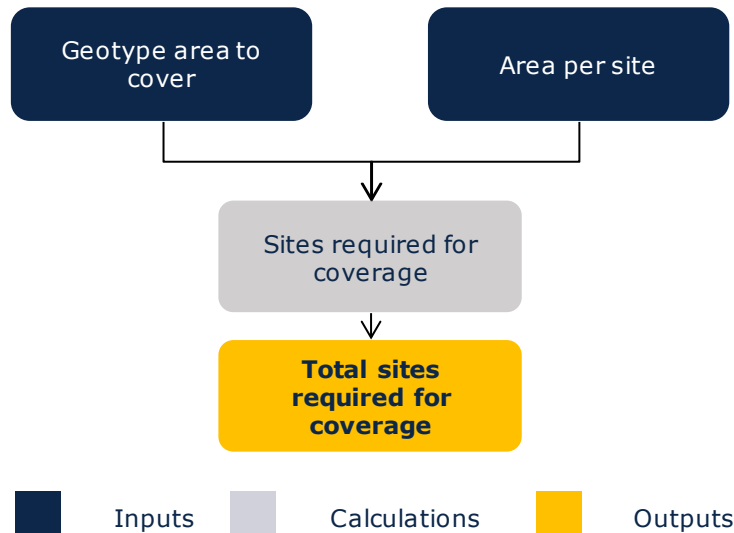 Geotype area to
cover
Area per site
Sites required for
coverage
Total sites
required for
coverage
Inputs
Calculations
Outputs